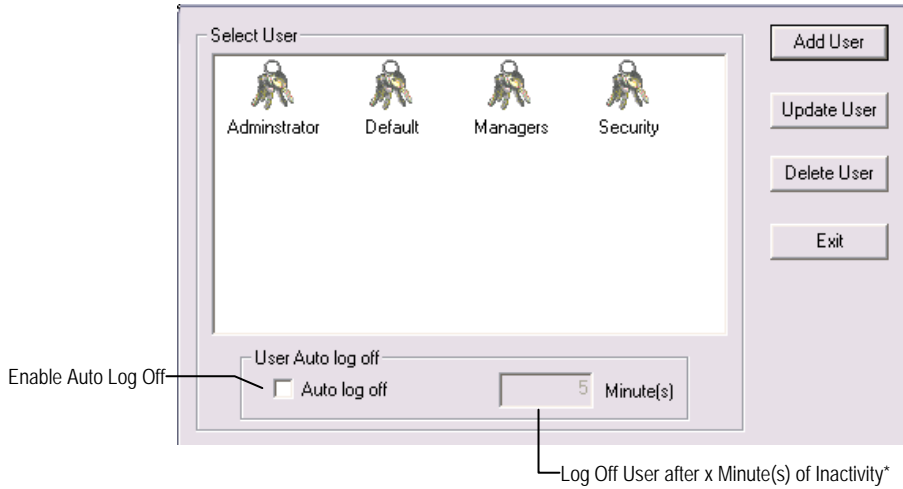 Select User
Adminstrator Default Managers Security
Add User
Update User
Delete User
Exit
User Auto log off
Enable Auto Log Off
Auto log off 5 Minute(s)
Log Off User after x Minute(s) of Inactivity*